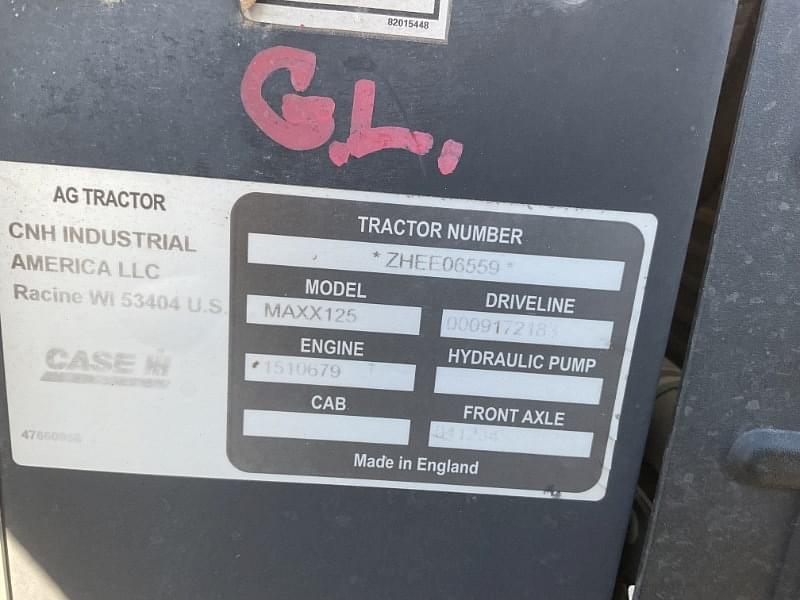 82015448
G.L.
AG TRACTOR
CNH INDUSTRIAL
AMERICA LLC
Racine WI 53404 U.S.
CASE IH
TRACTOR NUMBER
*ZHEE06559*
MODEL
MAXX125
DRIVELINE
ENGINE
*1510679
HYDRAULIC PUMP
CAB
FRONT AXLE
Made in England